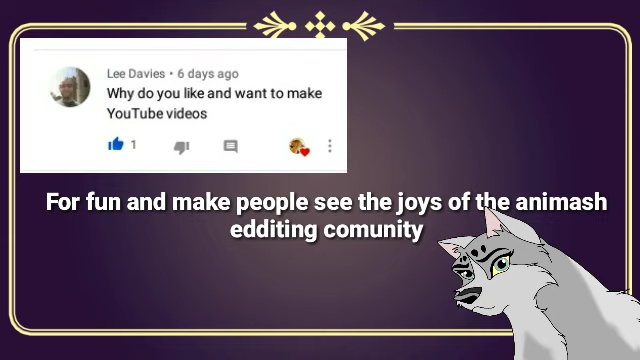 Lee Davies • 6 days ago
Why do you like and want to make
YouTube videos
1
For fun and make people see the joys of the animash
edditing comunity